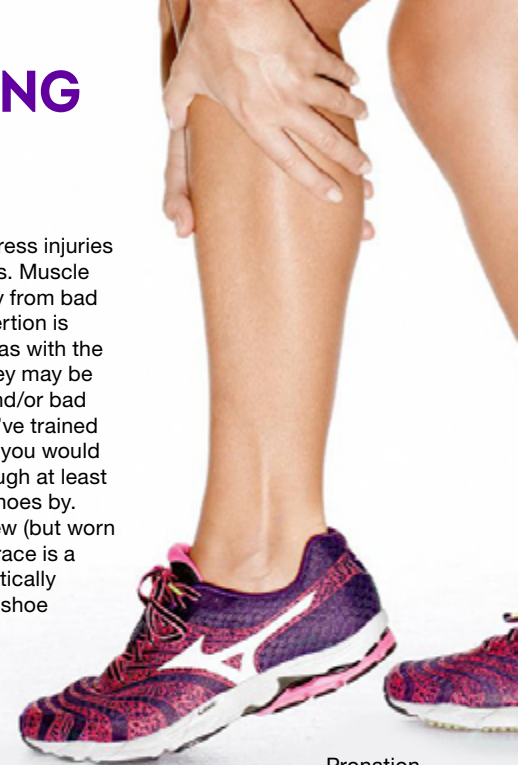 NG
ress injuries
s. Muscle
y from bad
ertion is
as with the
ey may be
nd/or bad
've trained
you would
ugh at least
hoes by.
ew (but worn
race is a
tically
shoe
Pronation